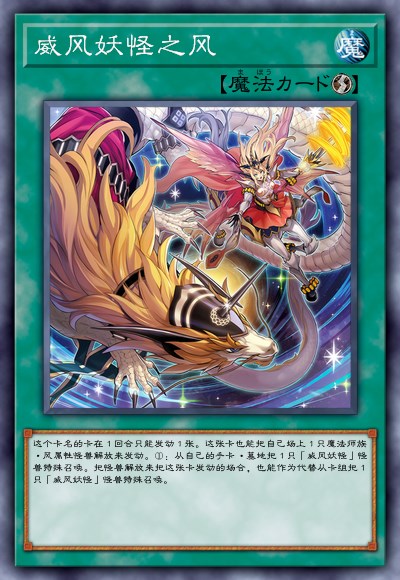 威风妖怪之风
魔
【魔法カード】
まほう
这个卡名的卡在1回合只能发动1张。这张卡也能把自己场上1只魔法师族
·风属性怪兽解放来发动。①：从自己的手卡·墓地把1只「威风妖怪」怪
兽特殊召唤。把怪兽解放来把这张卡发动的场合，也能作为代替从卡组把1
只「威风妖怪」怪兽特殊召唤。